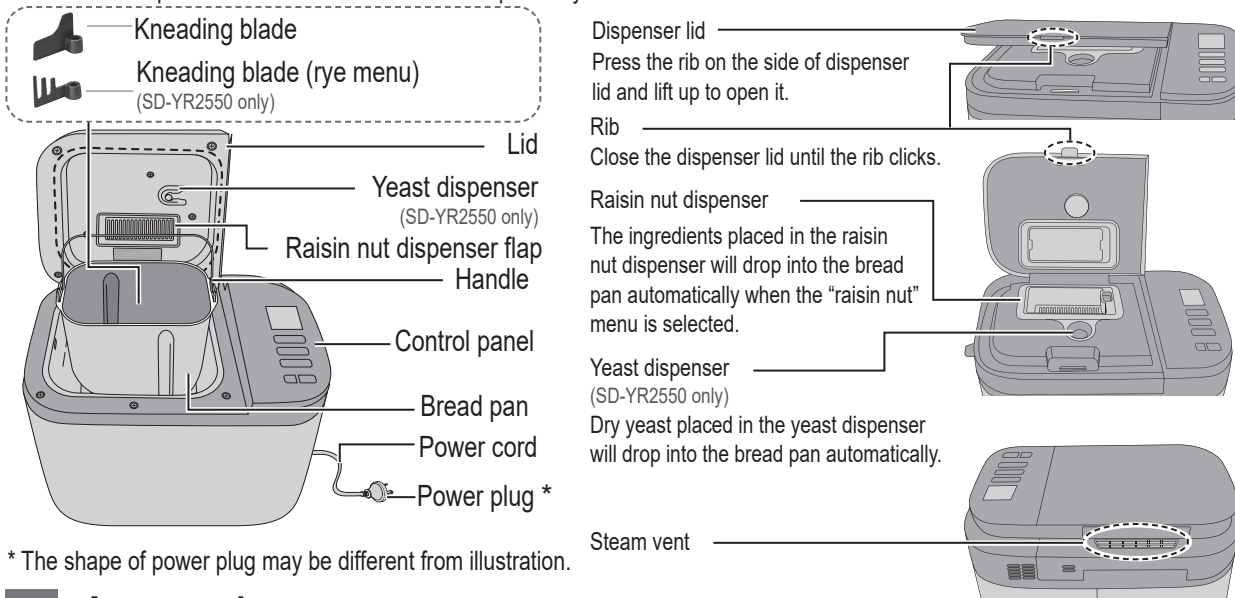 Kneading blade
Kneading blade (rye menu)
(SD-YR2550 only)
Lid
Yeast dispenser
(SD-YR2550 only)
Raisin nut dispenser flap
Handle
Control panel
Bread pan
Power cord
Power plug *
* The shape of power plug may be different from illustration.
Dispenser lid
Press the rib on the side of dispenser
lid and lift up to open it.
Rib
Close the dispenser lid until the rib clicks.
Raisin nut dispenser
The ingredients placed in the raisin
nut dispenser will drop into the bread
pan automatically when the “raisin nut”
menu is selected.
Yeast dispenser
(SD-YR2550 only)
Dry yeast placed in the yeast dispenser
will drop into the bread pan automatically.
Steam vent